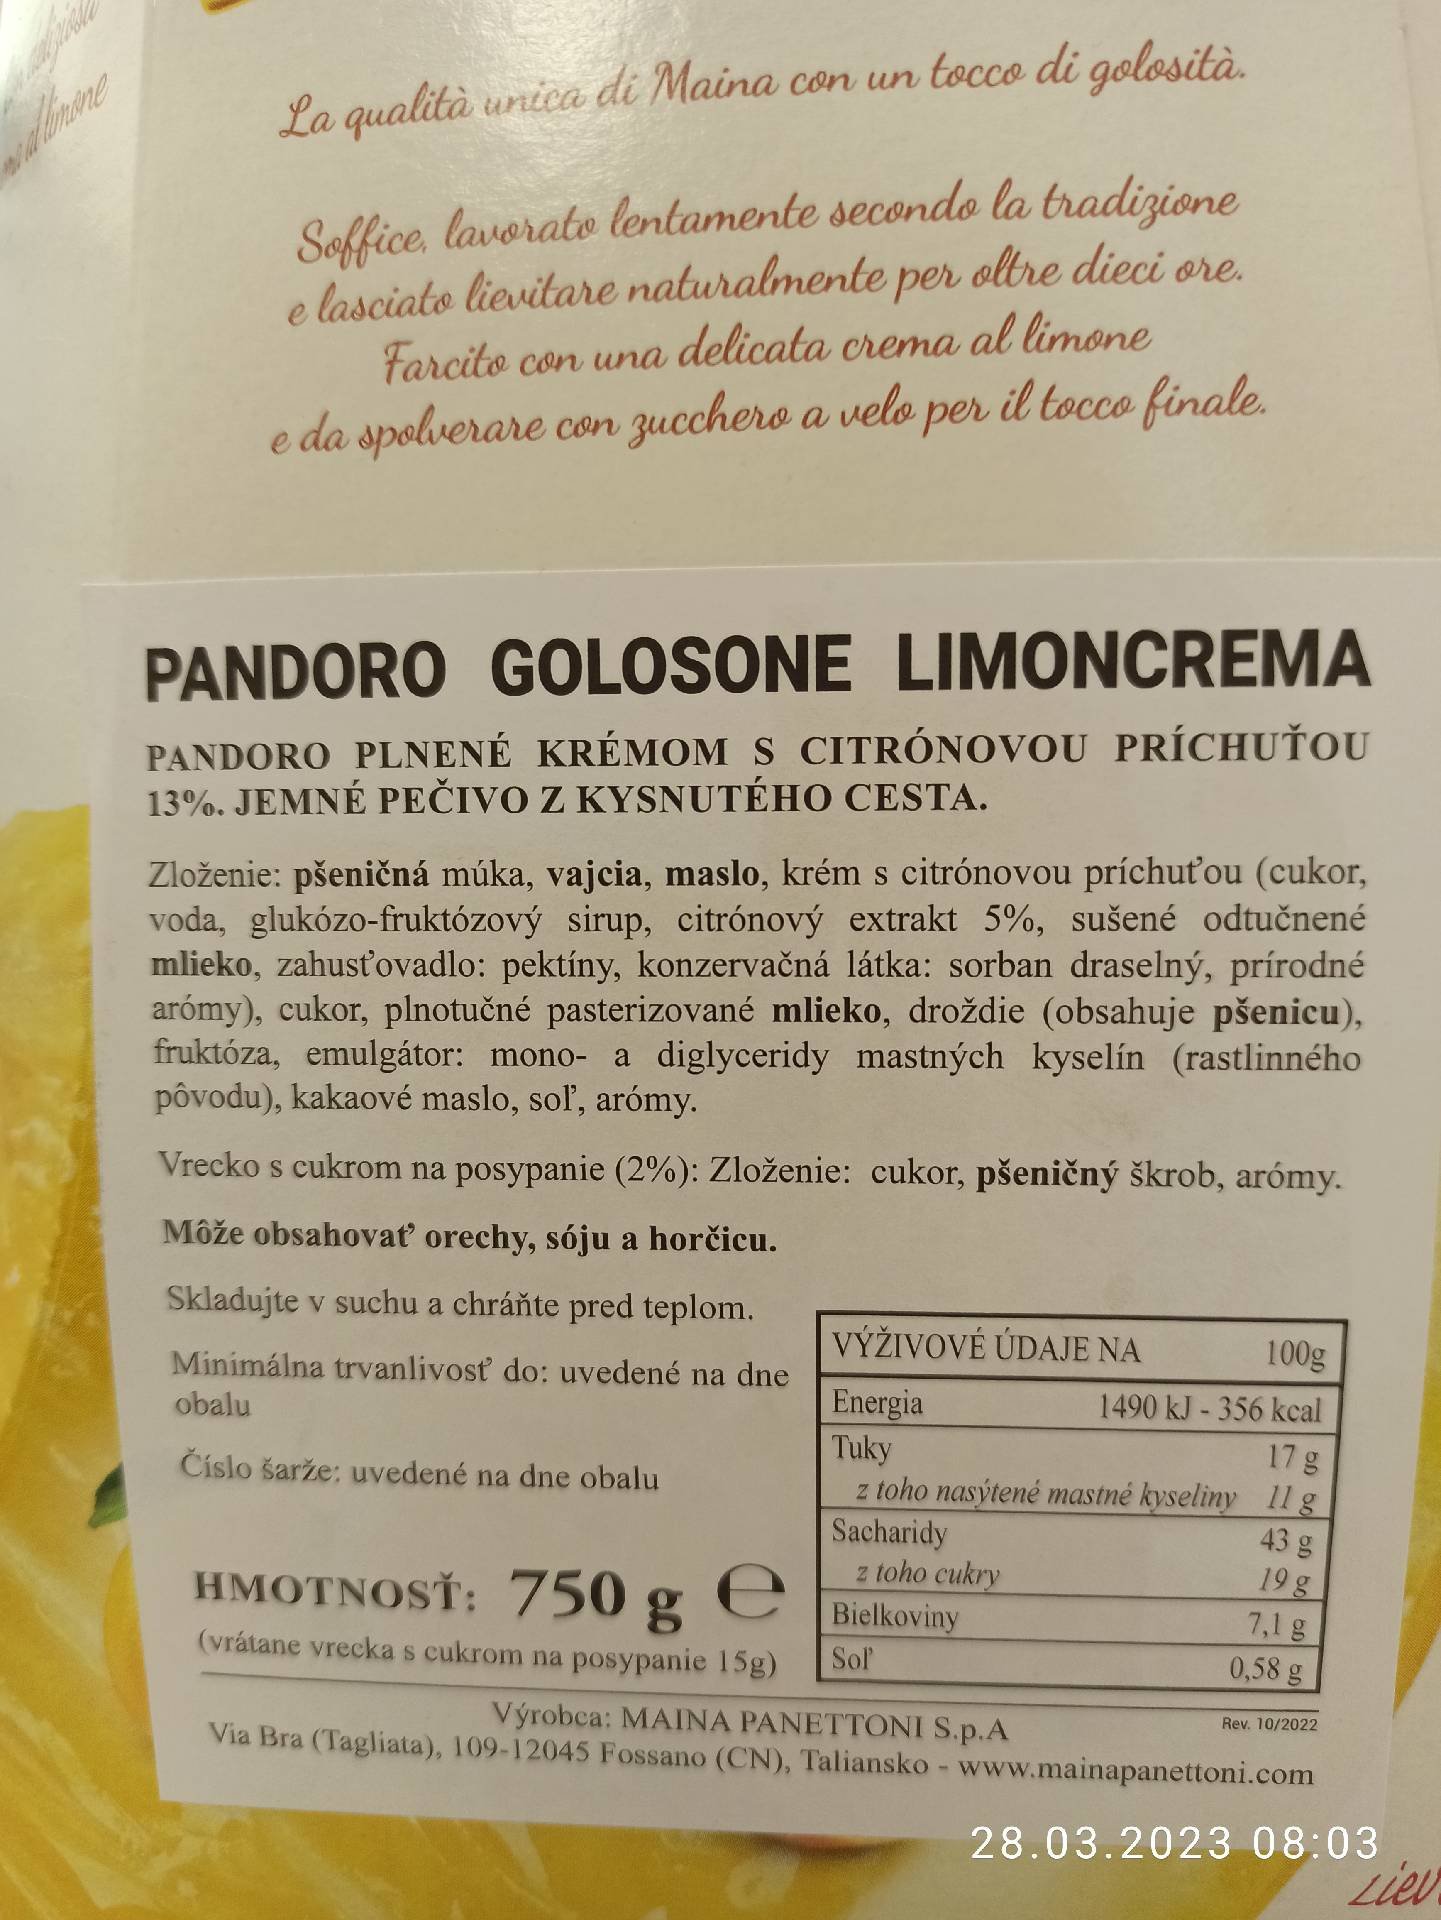 al limone
La qualità unica di Maina con un tocco di golosità.
Soffice, lavorato lentamente secondo la tradizione
e lasciato lievitare naturalmente per oltre dieci ore.
Farcito con una delicata crema al limone
e da spolverare con zucchero a velo per il tocco finale.
PANDORO GOLOSONE LIMONCREMA
PANDORO PLNENÉ KRÉMOM S CITRÓNOVOU PRÍCHUŤOU
13%. JEMNÉ PEČIVO Z KYSNUTÉHO CESTA.
Zloženie: pšeničná múka, vajcia, maslo, krém s citrónovou príchuťou (cukor,
voda, glukózo-fruktózový sirup, citrónový extrakt 5%, sušené odtučnené
mlieko, zahusťovadlo: pektíny, konzervačná látka: sorban draselný, prírodné
arómy), cukor, plnotučné pasterizované mlieko, droždie (obsahuje pšenicu),
fruktóza, emulgátor: mono- a diglyceridy mastných kyselín (rastlinného
pôvodu), kakaové maslo, soľ, arómy.
Vrecko s cukrom na posypanie (2%): Zloženie: cukor, pšeničný škrob, arómy.
Môže obsahovať orechy, sóju a horčicu.
Skladujte v suchu a chráňte pred teplom.
Minimálna trvanlivosť do: uvedené na dne
obalu
Číslo šarže: uvedené na dne obalu
HMOTNOSŤ: 750 g e
(vrátane vrecka s cukrom na posypanie 15g)
VÝŽIVOVÉ ÚDAJE NA 100g
Energia 1490 kJ - 356 kcal
Tuky 17 g
z toho nasýtené mastné kyseliny 11 g
Sacharidy 43 g
z toho cukry 19 g
Bielkoviny 7,1 g
Soľ 0,58 g
Výrobca: MAINA PANETTONI S.p.A
Rev. 10/2022
Via Bra (Tagliata), 109-12045 Fossano (CN), Taliansko - www.mainapanettoni.com
28.03.2023 08:03